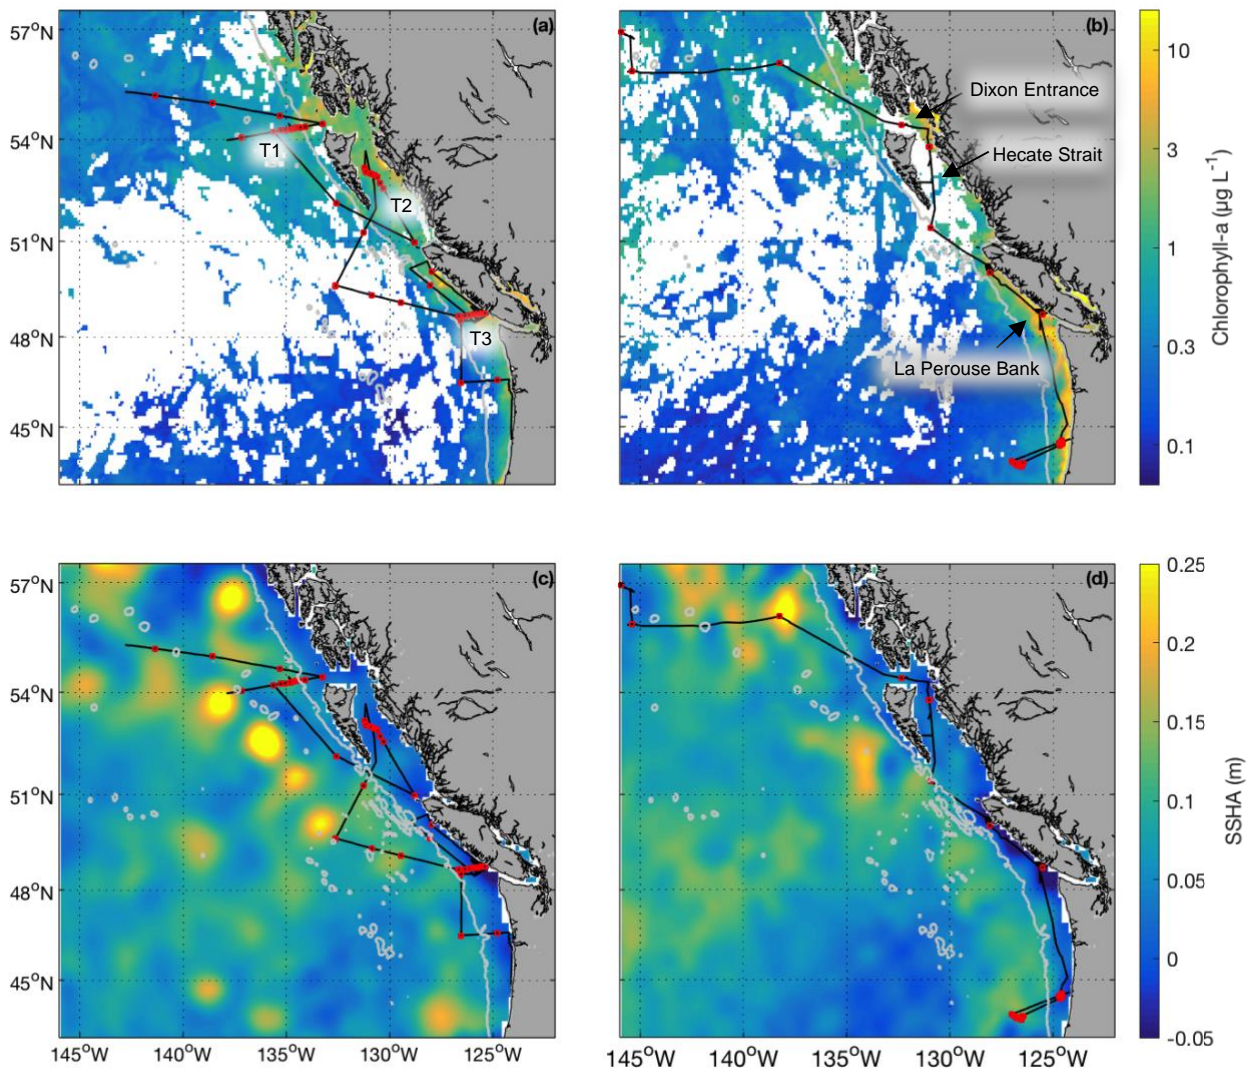 (a)
(b)
57°N
54°N
51°N
48°N
45°N
T1
T2
T3
Dixon Entrance
Hecate Strait
La Perouse Bank
10
3
1
0.3
0.1
Chlorophyll-a (µg L⁻¹)
(c)
(d)
57°N
54°N
51°N
48°N
45°N
145°W
140°W
135°W
130°W
125°W
145°W
140°W
135°W
130°W
125°W
0.25
0.2
0.15
0.1
0.05
0
-0.05
SSHA (m)